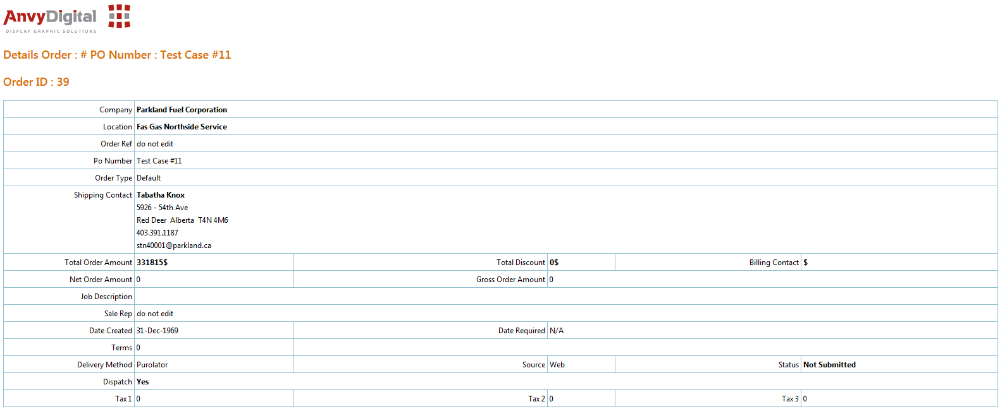 AnvyDigital
DISPLAY GRAPHIC SOLUTIONS
Details Order : # PO Number : Test Case #11
Order ID : 39
Company Parkland Fuel Corporation
Location Fas Gas Northside Service
Order Ref do not edit
Po Number Test Case #11
Order Type Default
Shipping Contact Tabatha Knox
5926 - 54th Ave
Red Deer Alberta T4N 4M6
403.391.1187
stn40001@parkland.ca
Total Order Amount 331815$ Total Discount 0$ Billing Contact $
Net Order Amount 0 Gross Order Amount 0
Job Description
Sale Rep do not edit
Date Created 31-Dec-1969 Date Required N/A
Terms 0
Delivery Method Purolator Source Web Status Not Submitted
Dispatch Yes
Tax 1 0 Tax 2 0 Tax 3 0